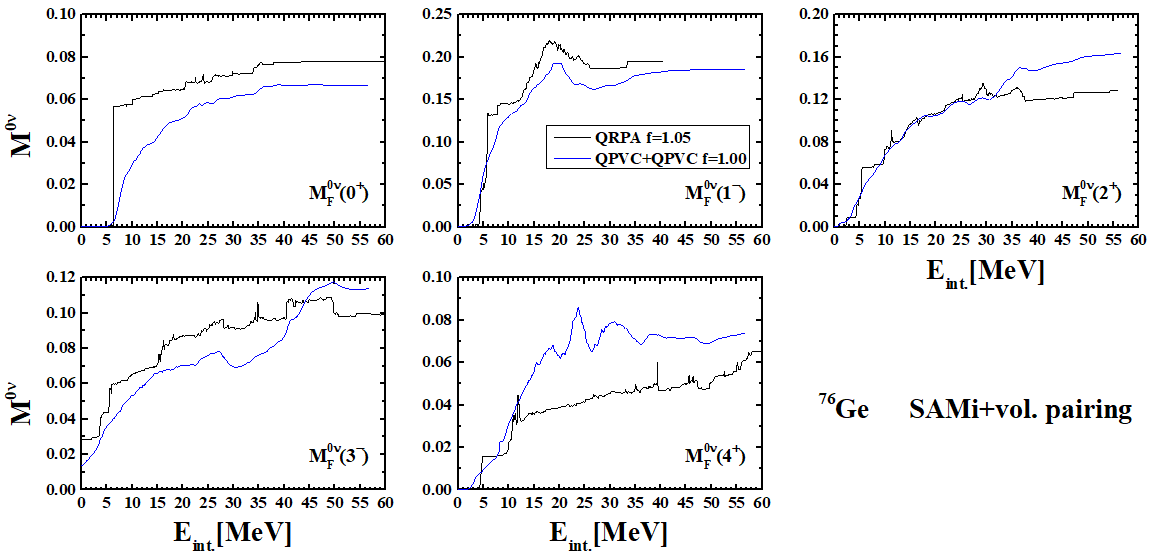 M^0ν
0.10
0.08
0.06
0.04
0.02
0.00
0 5 10 15 20 25 30 35 40 45 50 55 60
M_F^0ν(0⁺)
0.25
0.20
0.15
0.10
0.05
0.00
0 5 10 15 20 25 30 35 40 45 50 55 60
QRPA f=1.05
QPVC+QPVC f=1.00
M_F^0ν(1⁻)
0.20
0.16
0.12
0.08
0.04
0.00
0 5 10 15 20 25 30 35 40 45 50 55 60
M_F^0ν(2⁺)
E_int.[MeV]
M^0ν
0.12
0.10
0.08
0.06
0.04
0.02
0.00
0 5 10 15 20 25 30 35 40 45 50 55 60
M_F^0ν(3⁻)
E_int.[MeV]
0.10
0.08
0.06
0.04
0.02
0.00
0 5 10 15 20 25 30 35 40 45 50 55 60
M_F^0ν(4⁺)
E_int.[MeV]
⁷⁶Ge SAMi+vol. pairing